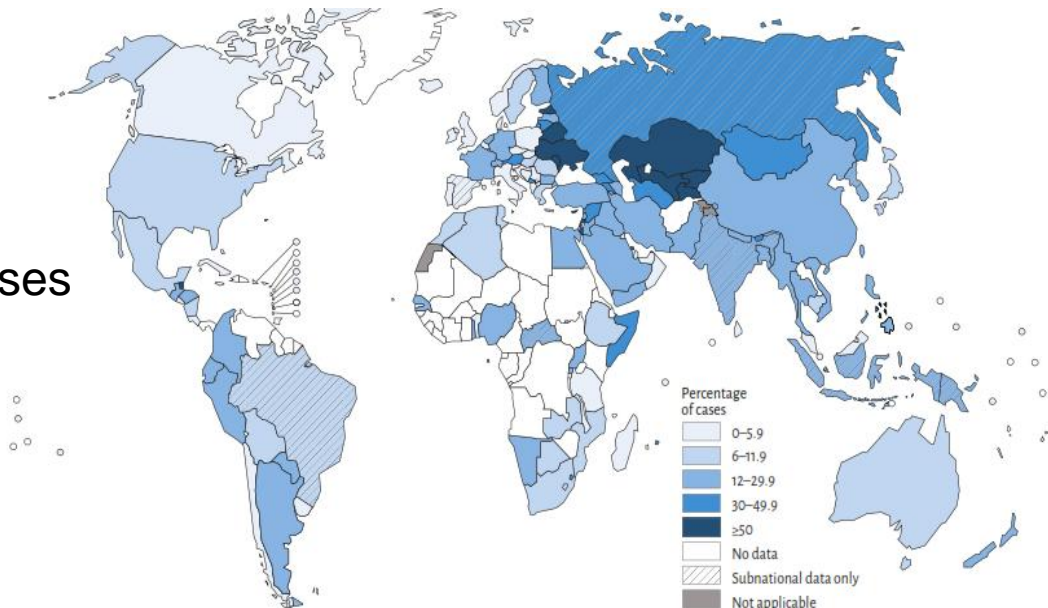 ses
Percentage
of cases
0–5.9
6–11.9
12–29.9
30–49.9
≥50
No data
Subnational data only
Not applicable